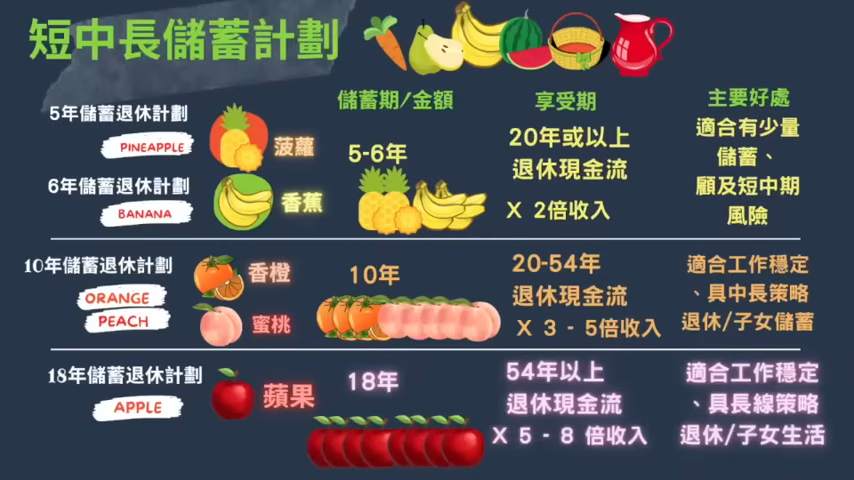 短中長儲蓄計劃
儲蓄期/金額
享受期
主要好處
5年儲蓄退休計劃
PINEAPPLE
菠蘿
6年儲蓄退休計劃
BANANA
香蕉
5-6年
20年或以上
退休現金流
X 2倍收入
適合有少量
儲蓄、
顧及短中期
風險
10年儲蓄退休計劃
ORANGE
香橙
PEACH
蜜桃
10年
20-54年
退休現金流
X 3 - 5倍收入
適合工作穩定
、具中長策略
退休/子女儲蓄
18年儲蓄退休計劃
APPLE
蘋果
18年
54年以上
退休現金流
X 5 - 8 倍收入
適合工作穩定
、具長線策略
退休/子女生活